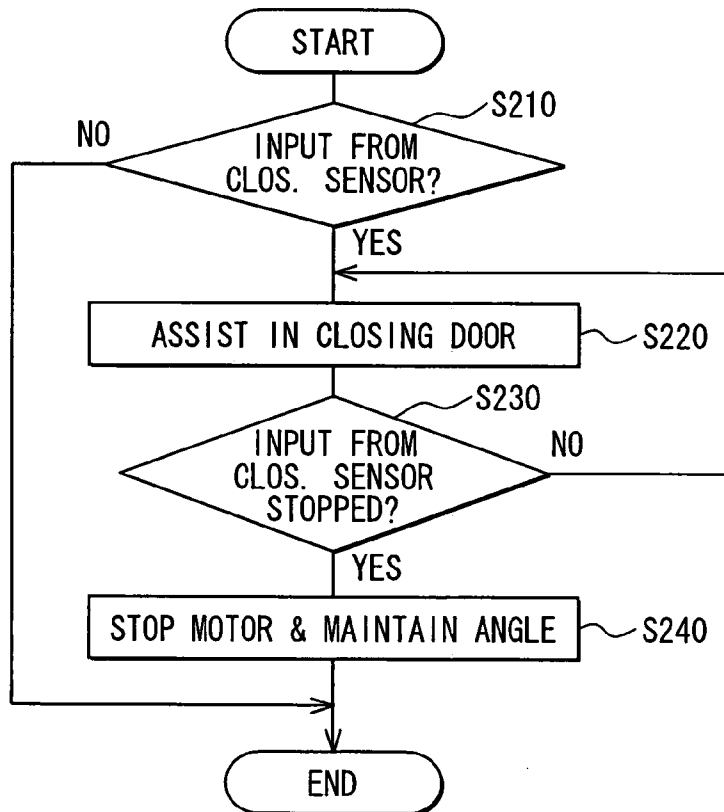 START
S210
NO
INPUT FROM
CLOS. SENSOR?
YES
ASSIST IN CLOSING DOOR
S220
S230
INPUT FROM
CLOS. SENSOR
STOPPED?
NO
YES
STOP MOTOR & MAINTAIN ANGLE
S240
END